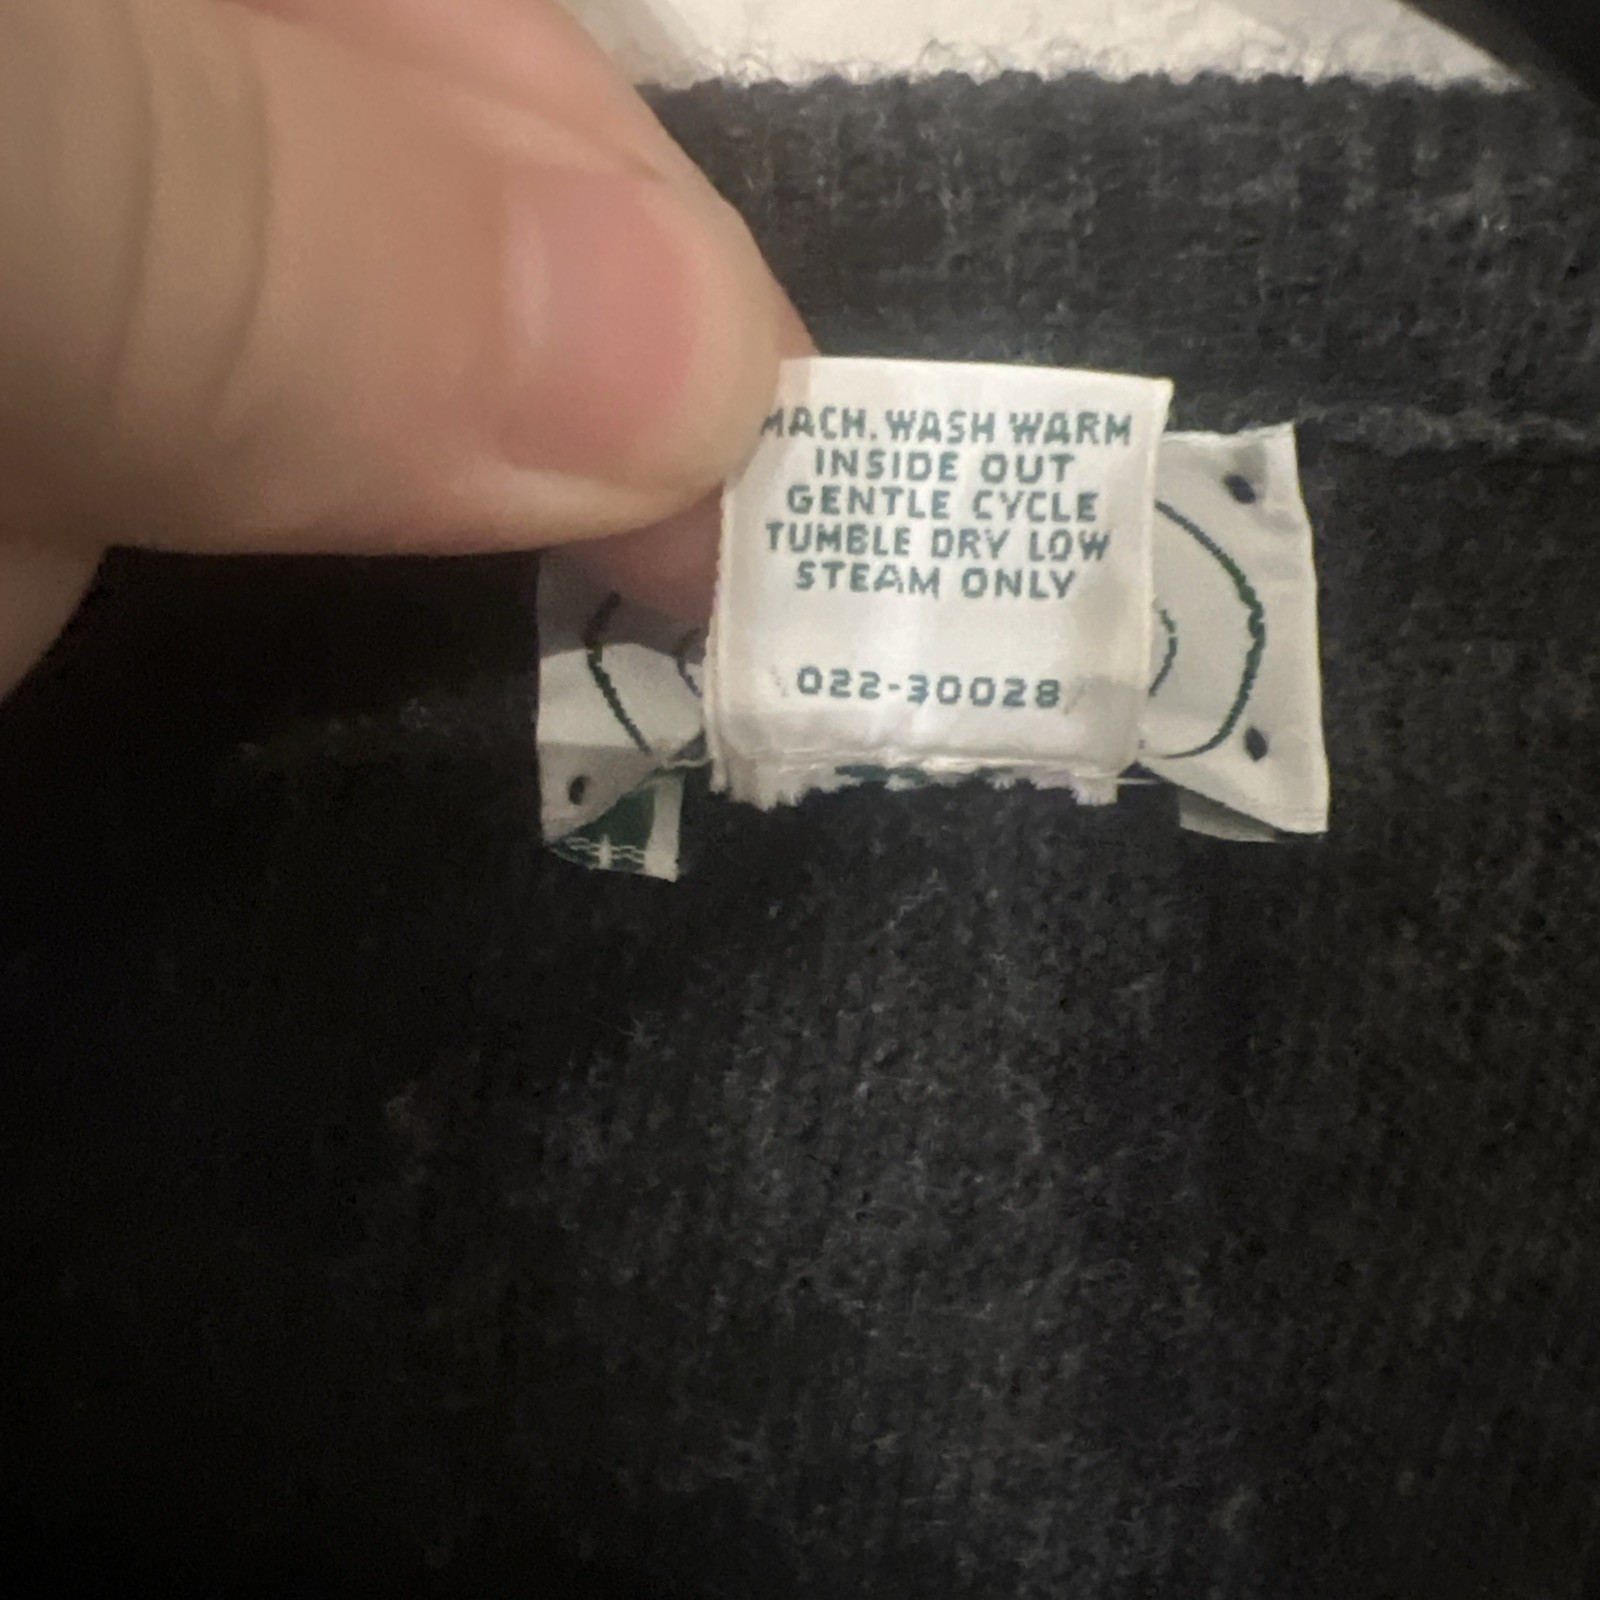 MACH. WASH WARM
INSIDE OUT
GENTLE CYCLE
TUMBLE DRY LOW
STEAM ONLY
022-30028